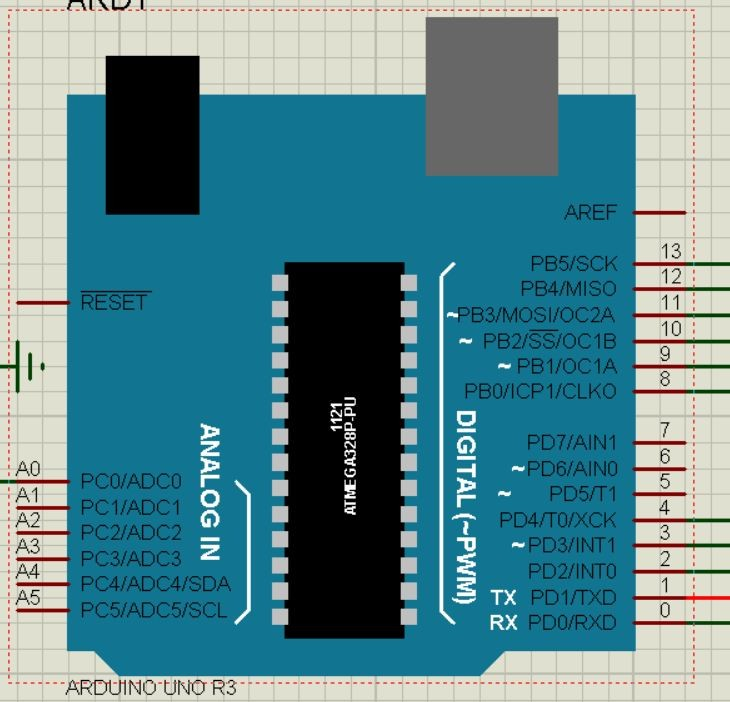 ARD1
AREF
13
PB5/SCK
12
PB4/MISO
11
~PB3/MOSI/OC2A
10
~ PB2/SS/OC1B
9
~ PB1/OC1A
8
PB0/ICP1/CLKO
RESET
7
PD7/AIN1
6
~PD6/AIN0
5
~ PD5/T1
4
PD4/T0/XCK
3
~PD3/INT1
2
PD2/INT0
1
TX PD1/TXD
0
RX PD0/RXD
DIGITAL (~PWM)
1121
ATMEGA328P-PU
ANALOG IN
A0
PC0/ADC0
A1
PC1/ADC1
A2
PC2/ADC2
A3
PC3/ADC3
A4
PC4/ADC4/SDA
A5
PC5/ADC5/SCL
ARDUINO UNO R3